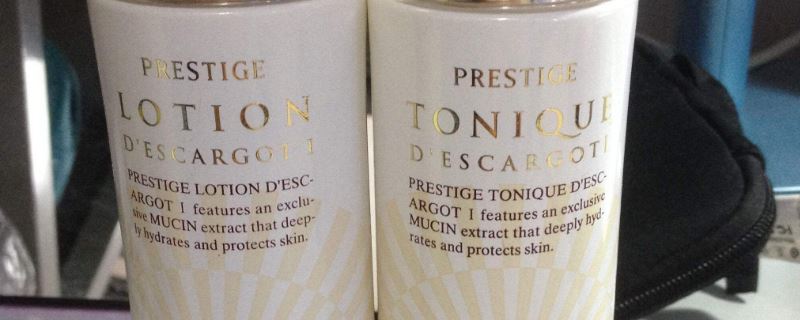 PRESTIGE
LOTION
D'ESCARGOT I
PRESTIGE LOTION D'ESC-
ARGOT I features an exclu-
sive MUCIN extract that deep-
ly hydrates and protects skin.
PRESTIGE
TONIQUE
D'ESCARGOT I
PRESTIGE TONIQUE D'ESC-
ARGOT I features an exclusive
MUCIN extract that deeply hyd-
rates and protects skin.